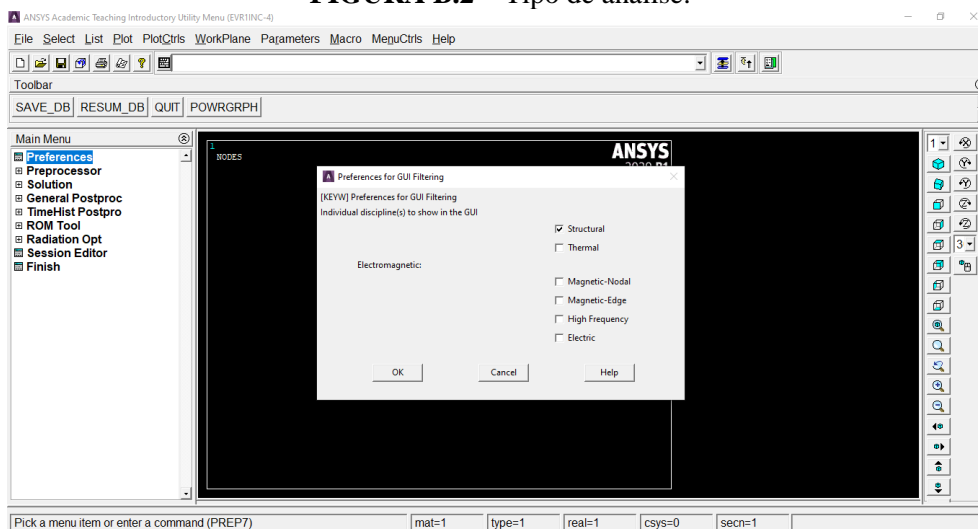 FIGURA B.2 – Tipo de análise.
ANSYS Academic Teaching Introductory Utility Menu (EVR1INC-4)
File Select List Plot PlotCtrls WorkPlane Parameters Macro MenuCtrls Help
Toolbar
SAVE_DB RESUM_DB QUIT POWRGRPH
Main Menu
Preferences
Preprocessor
Solution
General Postproc
TimeHist Postpro
ROM Tool
Radiation Opt
Session Editor
Finish
1
NODES
ANSYS
2020 R1
Preferences for GUI Filtering
[KEYW] Preferences for GUI Filtering
Individual discipline(s) to show in the GUI
Structural
Thermal
Electromagnetic:
Magnetic-Nodal
Magnetic-Edge
High Frequency
Electric
OK Cancel Help
1
3
Pick a menu item or enter a command (PREP7) mat=1 type=1 real=1 csys=0 secn=1